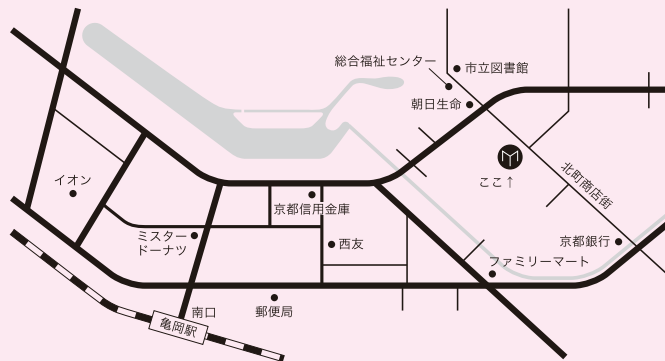 総合福祉センター
市立図書館
朝日生命
ここ↑
北町商店街
イオン
京都信用金庫
ミスター
ドーナツ
西友
京都銀行
ファミリーマート
南口
郵便局
亀岡駅